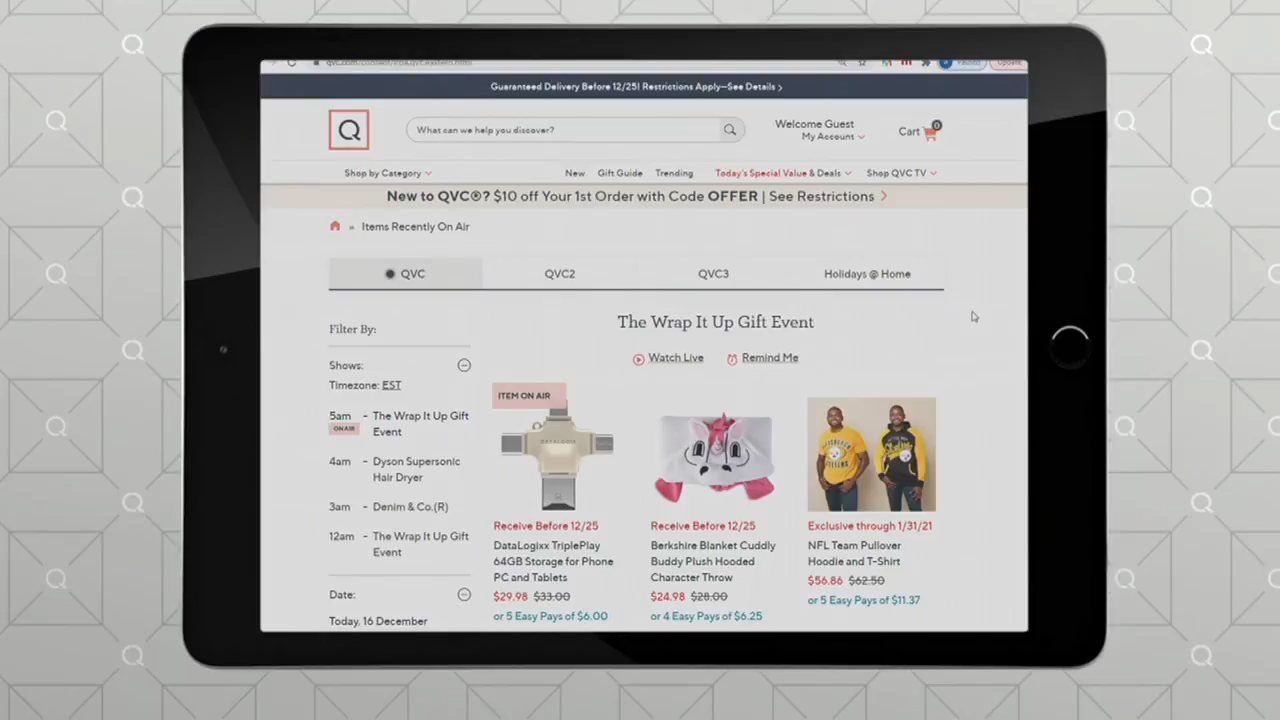 Guaranteed Delivery Before 12/25! Restrictions Apply—See Details
Q
What can we help you discover?
Welcome Guest
My Account
Cart
0
Shop by Category
New
Gift Guide
Trending
Today's Special Value & Deals
Shop QVC TV
New to QVC®? $10 off Your 1st Order with Code OFFER | See Restrictions
» Items Recently On Air
QVC
QVC2
QVC3
Holidays @ Home
Filter By:
Shows:
Timezone: EST
5am - The Wrap It Up Gift
ON AIR Event
4am - Dyson Supersonic
Hair Dryer
3am - Denim & Co.(R)
12am - The Wrap It Up Gift
Event
Date:
Today, 16 December
The Wrap It Up Gift Event
Watch Live
Remind Me
ITEM ON AIR
DATALOGIXX
Receive Before 12/25
DataLogixx TriplePlay
64GB Storage for Phone
PC and Tablets
$29.98 $33.00
or 5 Easy Pays of $6.00
Receive Before 12/25
Berkshire Blanket Cuddly
Buddy Plush Hooded
Character Throw
$24.98 $28.00
or 4 Easy Pays of $6.25
Exclusive through 1/31/21
NFL Team Pullover
Hoodie and T-Shirt
$56.86 $62.50
or 5 Easy Pays of $11.37